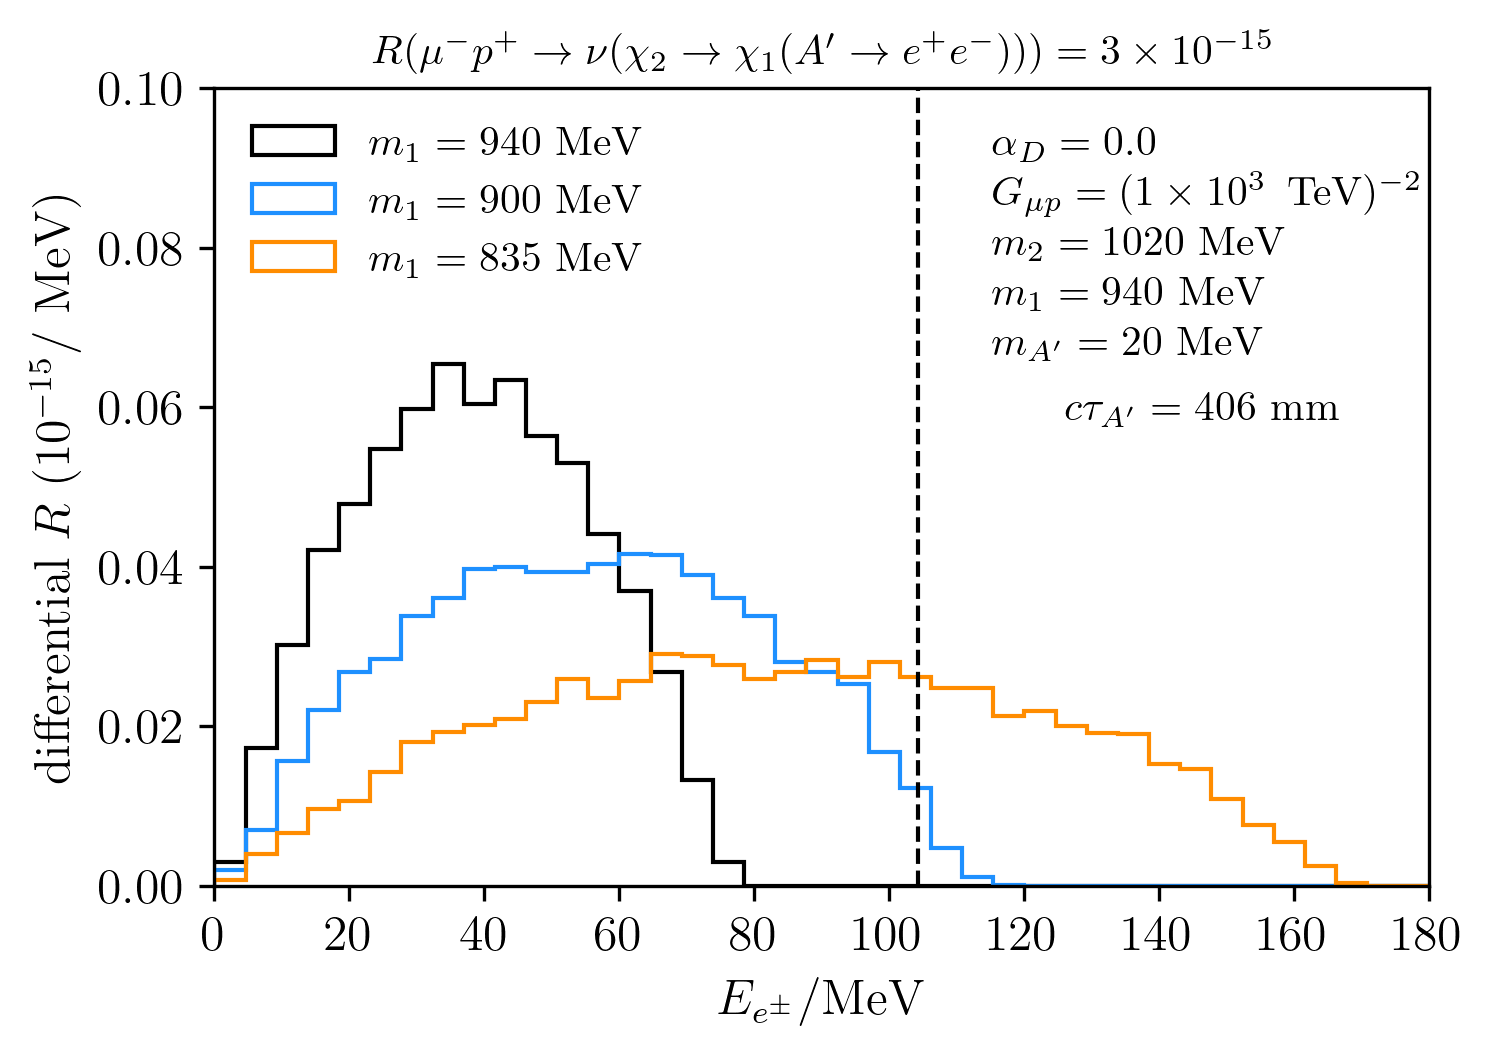 R(μ⁻p⁺ → ν(χ₂ → χ₁(A′ → e⁺e⁻))) = 3 × 10⁻¹⁵
m₁ = 940 MeV
m₁ = 900 MeV
m₁ = 835 MeV
α_D = 0.0
G_μp = (1 × 10³ TeV)⁻²
m₂ = 1020 MeV
m₁ = 940 MeV
m_A′ = 20 MeV
cτ_A′ = 406 mm
differential R (10⁻¹⁵/ MeV)
0.10
0.08
0.06
0.04
0.02
0.00
0 20 40 60 80 100 120 140 160 180
E_e±/MeV